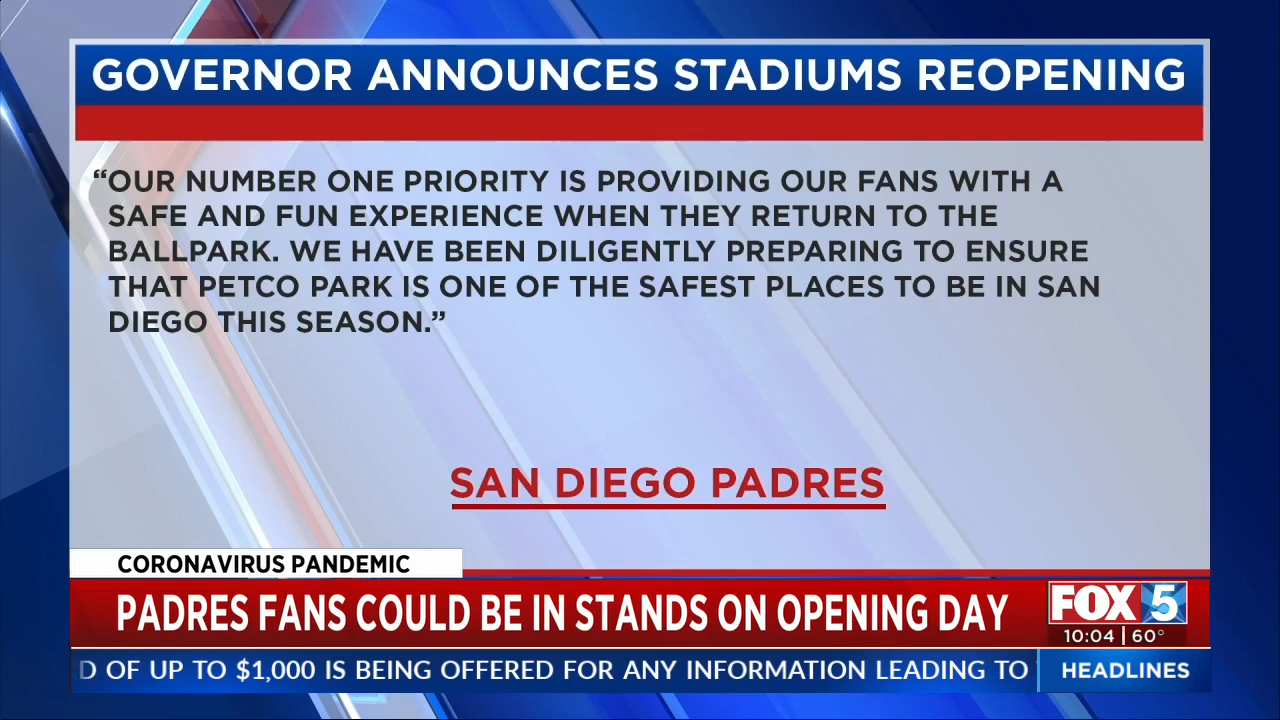 GOVERNOR ANNOUNCES STADIUMS REOPENING
“OUR NUMBER ONE PRIORITY IS PROVIDING OUR FANS WITH A
SAFE AND FUN EXPERIENCE WHEN THEY RETURN TO THE
BALLPARK. WE HAVE BEEN DILIGENTLY PREPARING TO ENSURE
THAT PETCO PARK IS ONE OF THE SAFEST PLACES TO BE IN SAN
DIEGO THIS SEASON.”
SAN DIEGO PADRES
CORONAVIRUS PANDEMIC
PADRES FANS COULD BE IN STANDS ON OPENING DAY
FOX 5
10:04 | 60°
D OF UP TO $1,000 IS BEING OFFERED FOR ANY INFORMATION LEADING TO
HEADLINES